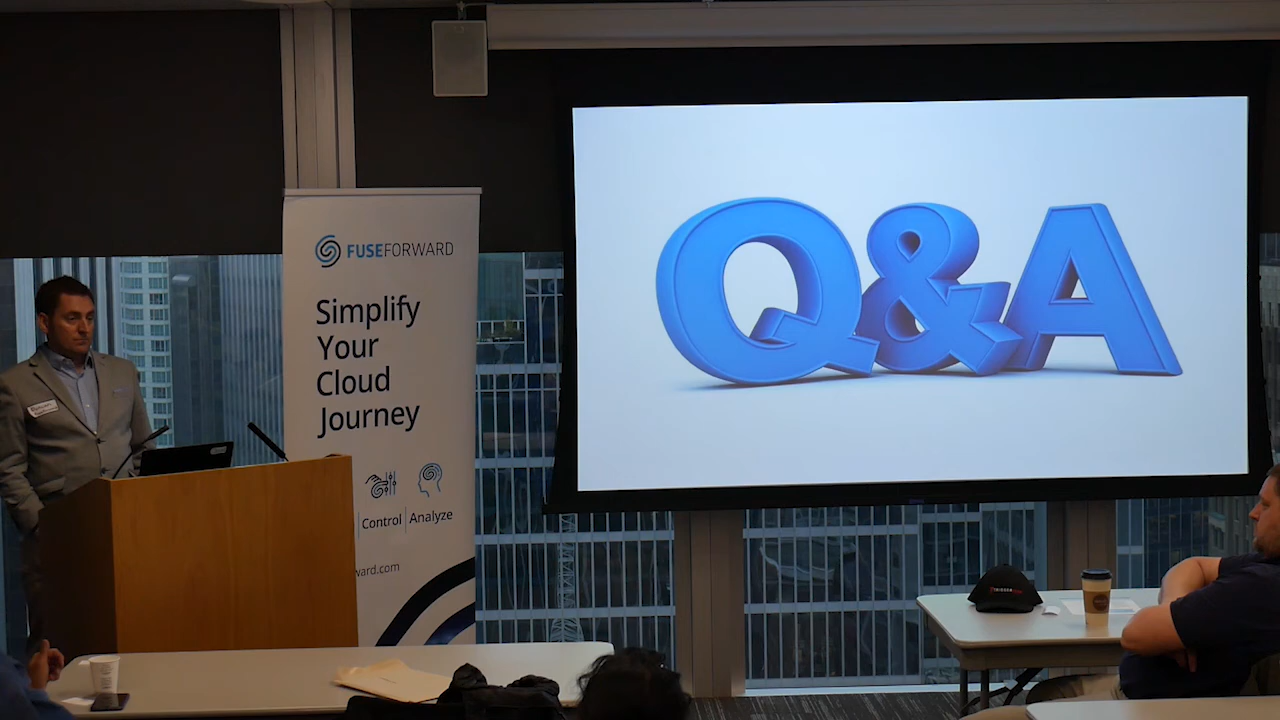 FUSEFORWARD
Simplify
Your
Cloud
Journey
Control Analyze
ward.com
Q&A